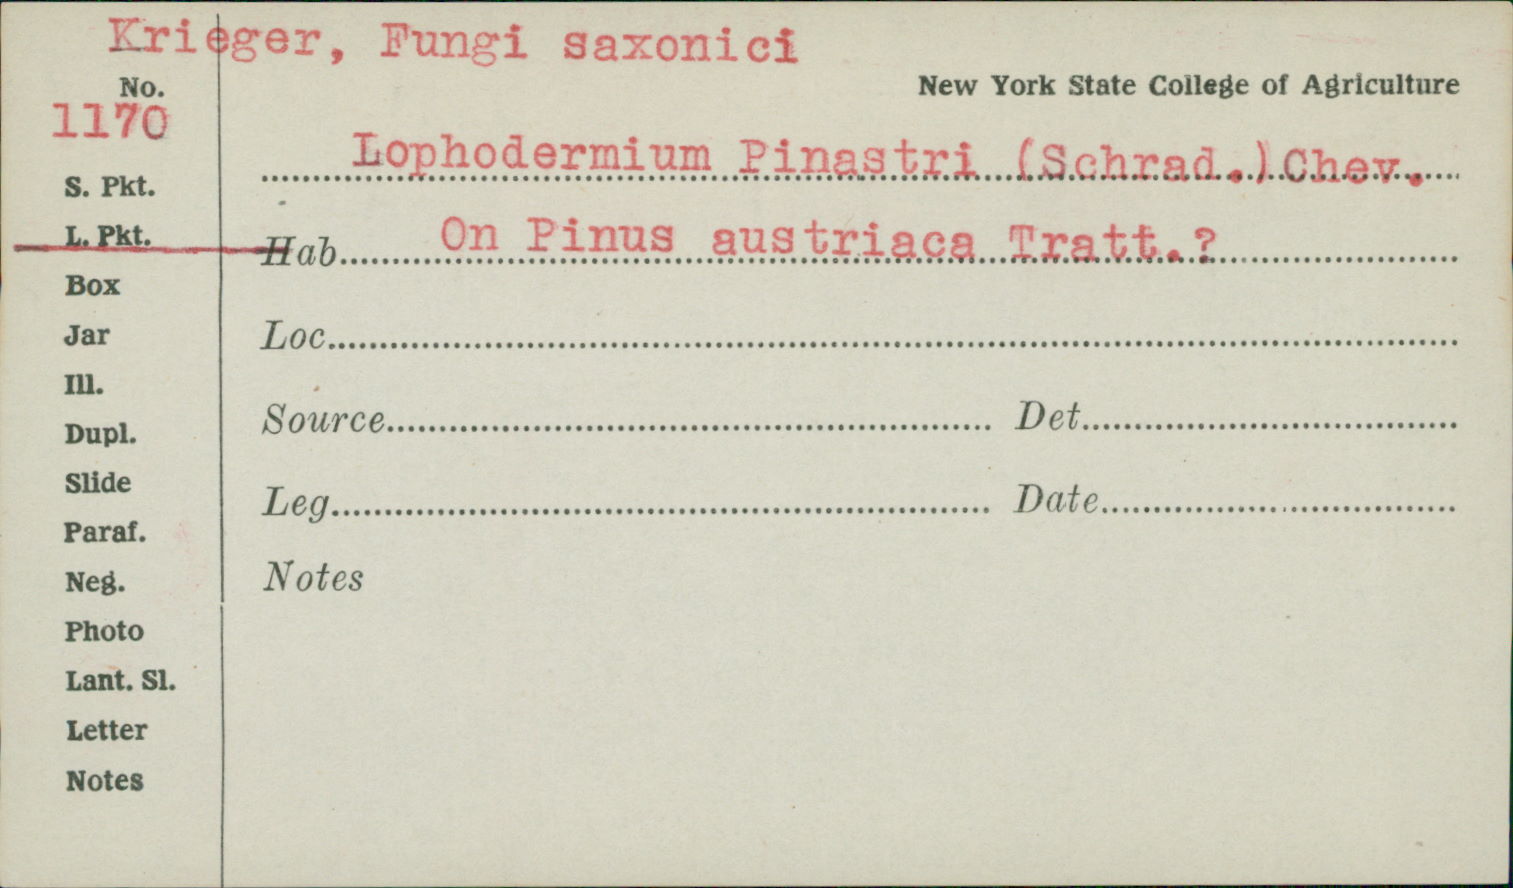 Krieger, Fungi saxonici
No.
1170
New York State College of Agriculture
Lophodermium Pinastri (Schrad.)Chev.
S. Pkt.
L. Pkt.
Hab. On Pinus austriaca Tratt.?
Box
Jar
Loc.
Ill.
Dupl.
Source Det.
Slide
Leg. Date
Paraf.
Neg.
Notes
Photo
Lant. Sl.
Letter
Notes